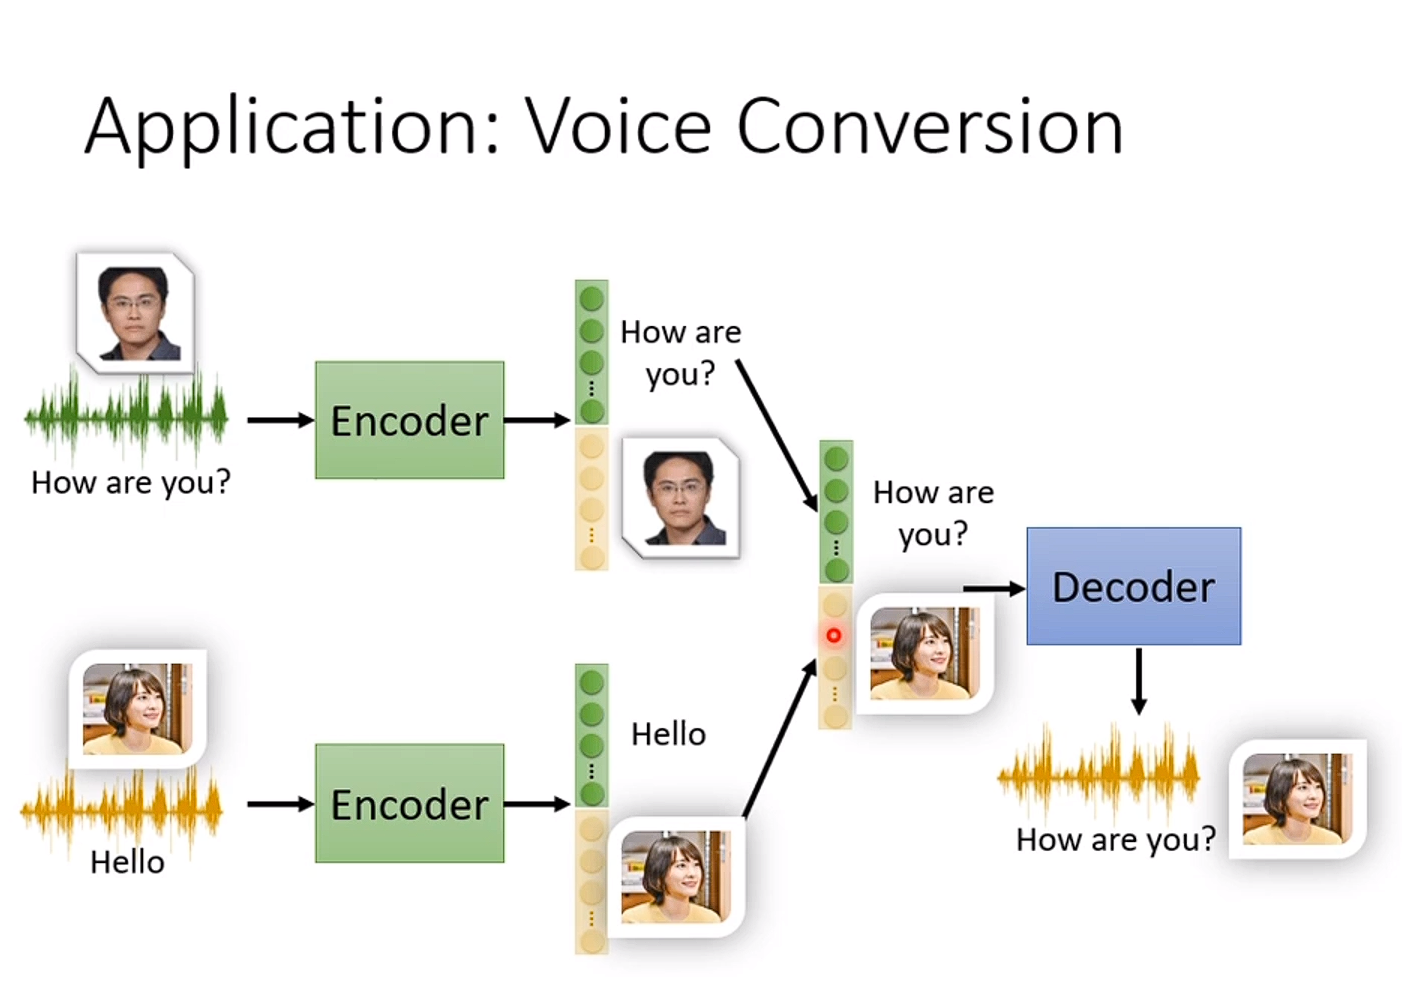 Application: Voice Conversion
How are you?
Encoder
How are
you?
Hello
Encoder
Hello
How are
you?
Decoder
How are you?